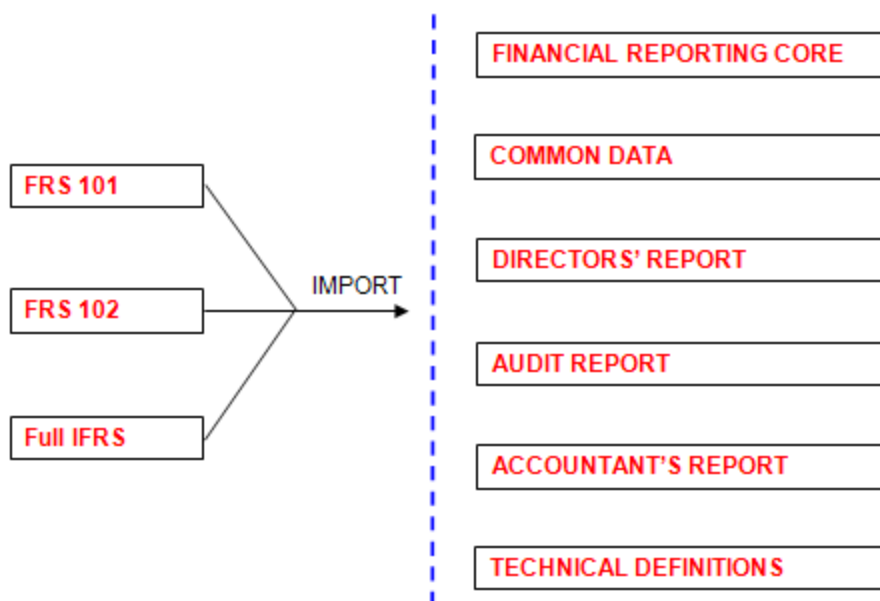 FINANCIAL REPORTING CORE
COMMON DATA
FRS 101
DIRECTORS’ REPORT
IMPORT
FRS 102
AUDIT REPORT
Full IFRS
ACCOUNTANT’S REPORT
TECHNICAL DEFINITIONS